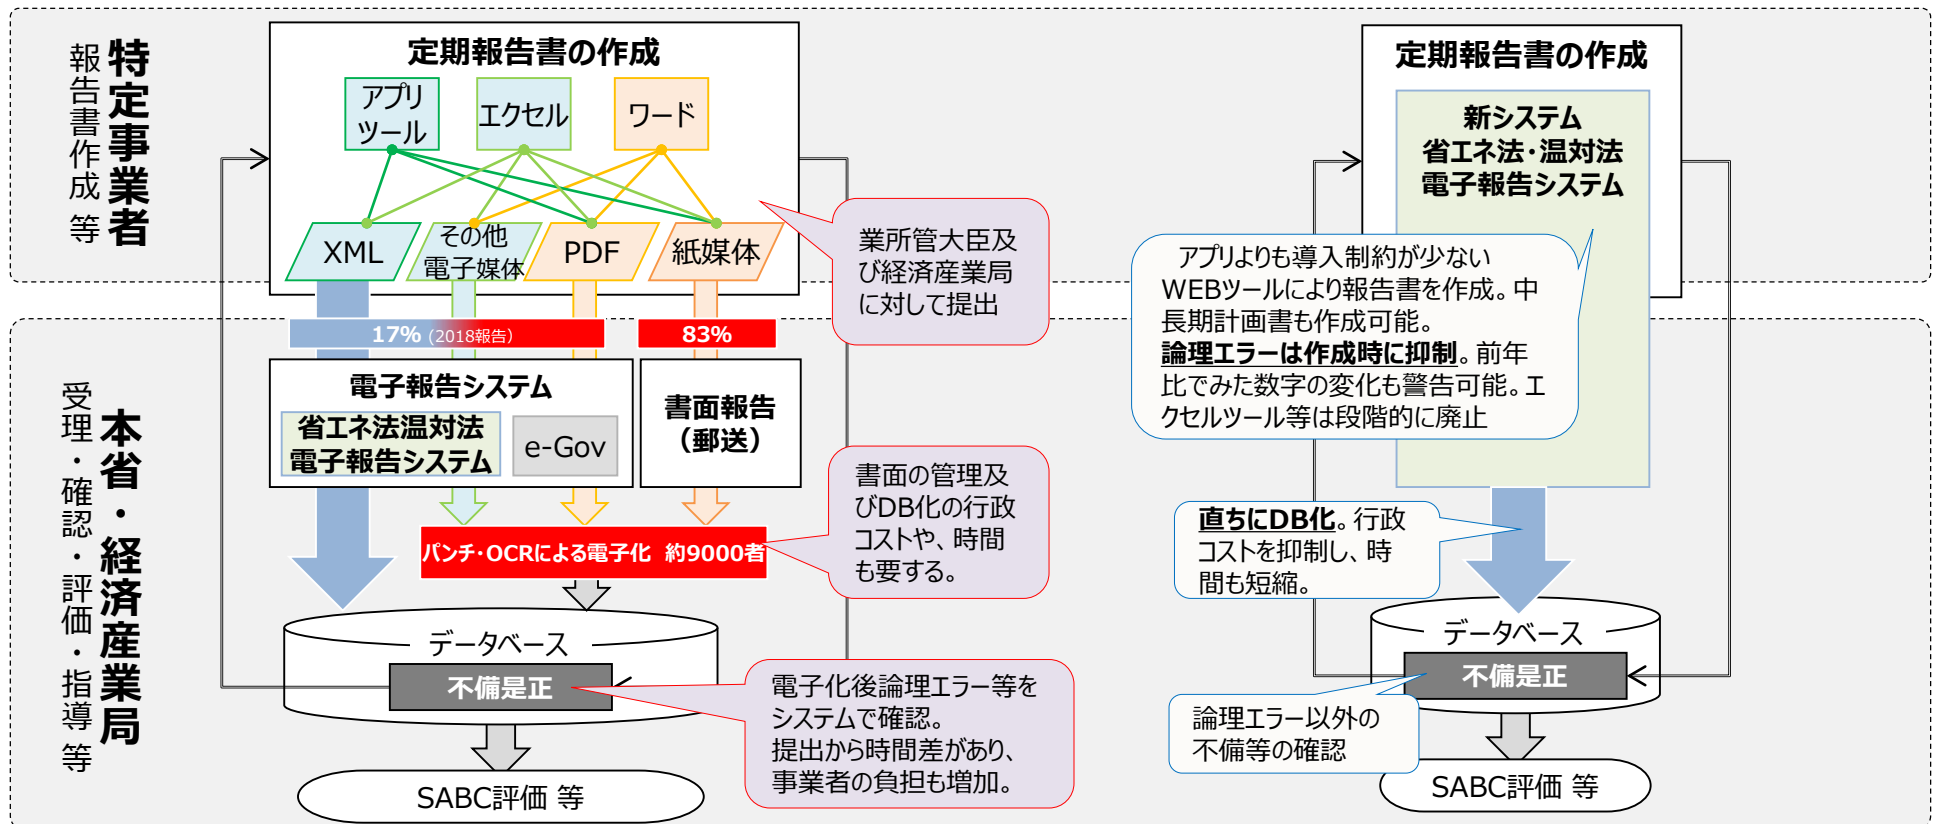 特定事業者
報告書作成 等
定期報告書の作成
アプリ
ツール
エクセル
ワード
XML
その他
電子媒体
PDF
紙媒体
業所管大臣及
び経済産業局
に対して提出
17% (2018報告)
83%
本省・経済産業局
受理・確認・評価・指導 等
電子報告システム
省エネ法温対法
電子報告システム
e-Gov
書面報告
（郵送）
書面の管理及
びDB化の行政
コストや、時間
も要する。
パンチ・OCRによる電子化 約9000者
データベース
不備是正
電子化後論理エラー等を
システムで確認。
提出から時間差があり、
事業者の負担も増加。
SABC評価 等
定期報告書の作成
新システム
省エネ法・温対法
電子報告システム
アプリよりも導入制約が少ない
WEBツールにより報告書を作成。中
長期計画書も作成可能。
論理エラーは作成時に抑制。前年
比でみた数字の変化も警告可能。エ
クセルツール等は段階的に廃止
直ちにDB化。行政
コストを抑制し、時
間も短縮。
データベース
不備是正
論理エラー以外の
不備等の確認
SABC評価 等